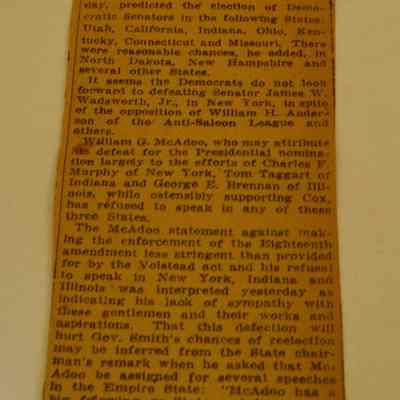 day, predicted the election of Demo-
cratic Senators in the following States:
Utah, California, Indiana, Ohio, Ken-
tucky, Connecticut and Missouri. There
were reasonable chances, he added, in
North Dakota, New Hampshire and
several other States.
It seems the Democrats do not look
forward to defeating Senator James W.
Wadsworth, Jr., in New York, in spite
of the opposition of William H. Ander-
son of the Anti-Saloon League and
others.
William G. McAdoo, who may attribute
his defeat for the Presidential nomina-
tion largely to the efforts of Charles F.
Murphy of New York, Tom Taggart of
Indiana and George E. Brennan of Illi-
nois, while ostensibly supporting Cox,
has refused to speak in any of these
three States.
The McAdoo statement against mak-
ing the enforcement of the Eighteenth
amendment less stringent than provided
for by the Volstead act and his refusal
to speak in New York, Indiana and
Illinois was interpreted yesterday as
indicating his lack of sympathy with
these gentlemen and their works and
aspirations. That this defection will
hurt Gov. Smith's chances of reelection
may be inferred from the State chair-
man's remark when he asked that Mc-
Adoo be assigned for several speeches
in the Empire State: "McAdoo has a
big following